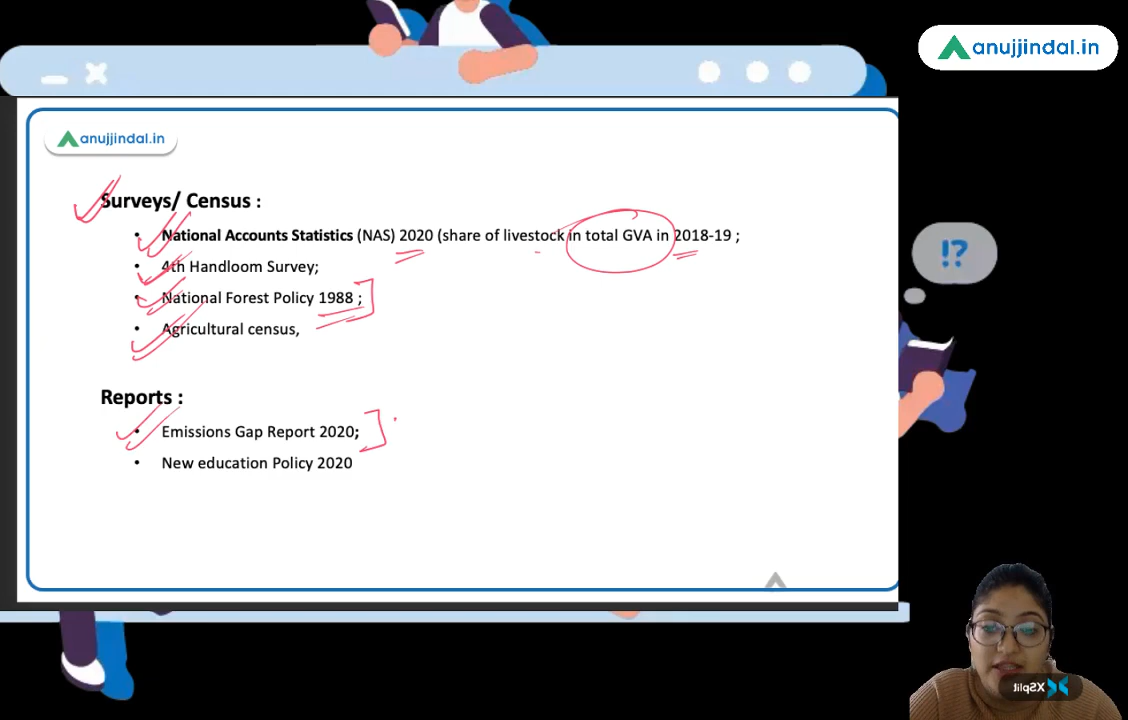 anujjindal.in
anujjindal.in
Surveys/ Census :
• National Accounts Statistics (NAS) 2020 (share of livestock in total GVA in 2018-19 ;
• 4th Handloom Survey;
• National Forest Policy 1988 ;
• Agricultural census,
Reports :
• Emissions Gap Report 2020;
• New education Policy 2020
!?
XSplit